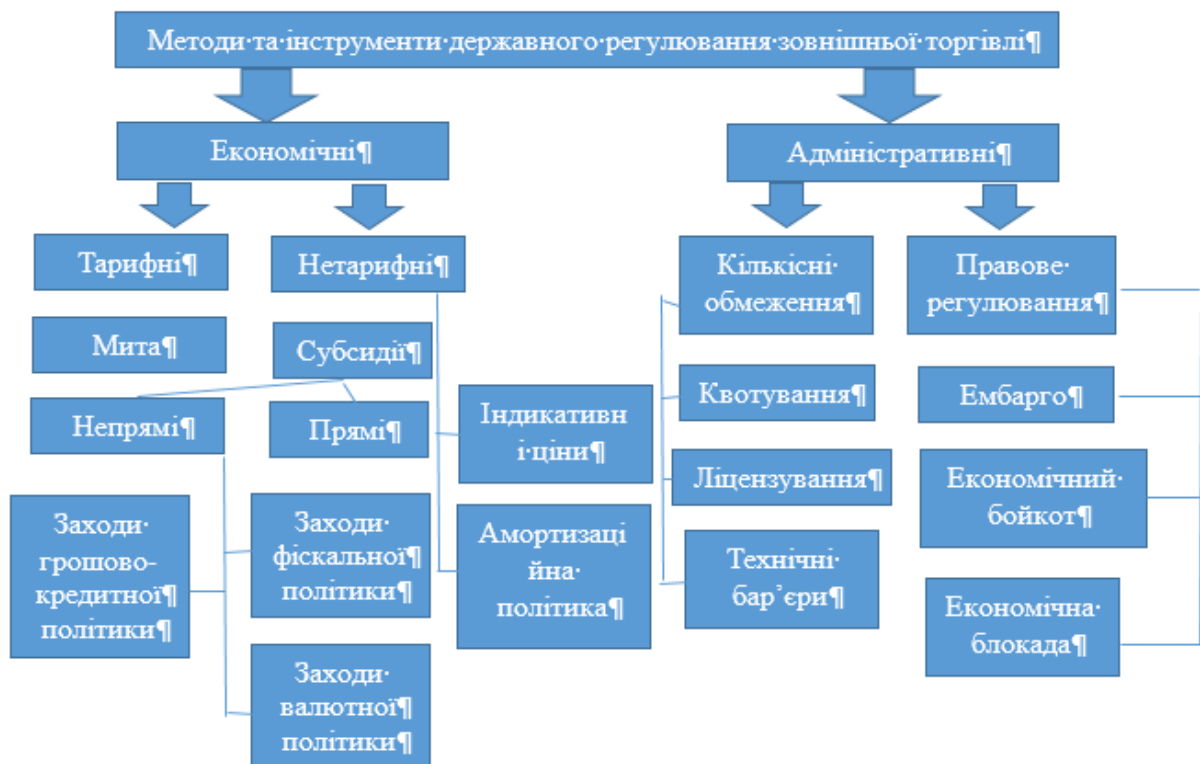 Методи·та·інструменти·державного·регулювання·зовнішньої·торгівлі¶
Економічні¶
Адміністративні¶
Тарифні¶
Нетарифні¶
Кількісні·
обмеження¶
Правове·
регулювання¶
Мита¶
Субсидії¶
Непрямі¶
Прямі¶
Індикативн
і·ціни¶
Квотування¶
Ембарго¶
Ліцензування¶
Економічний·
бойкот¶
Заходи·
грошово-
кредитної¶
політики¶
Заходи·
фіскальної¶
політики¶
Амортизаці
йна·
політика¶
Технічні·
бар’єри¶
Економічна·
блокада¶
Заходи·
валютної¶
політики¶